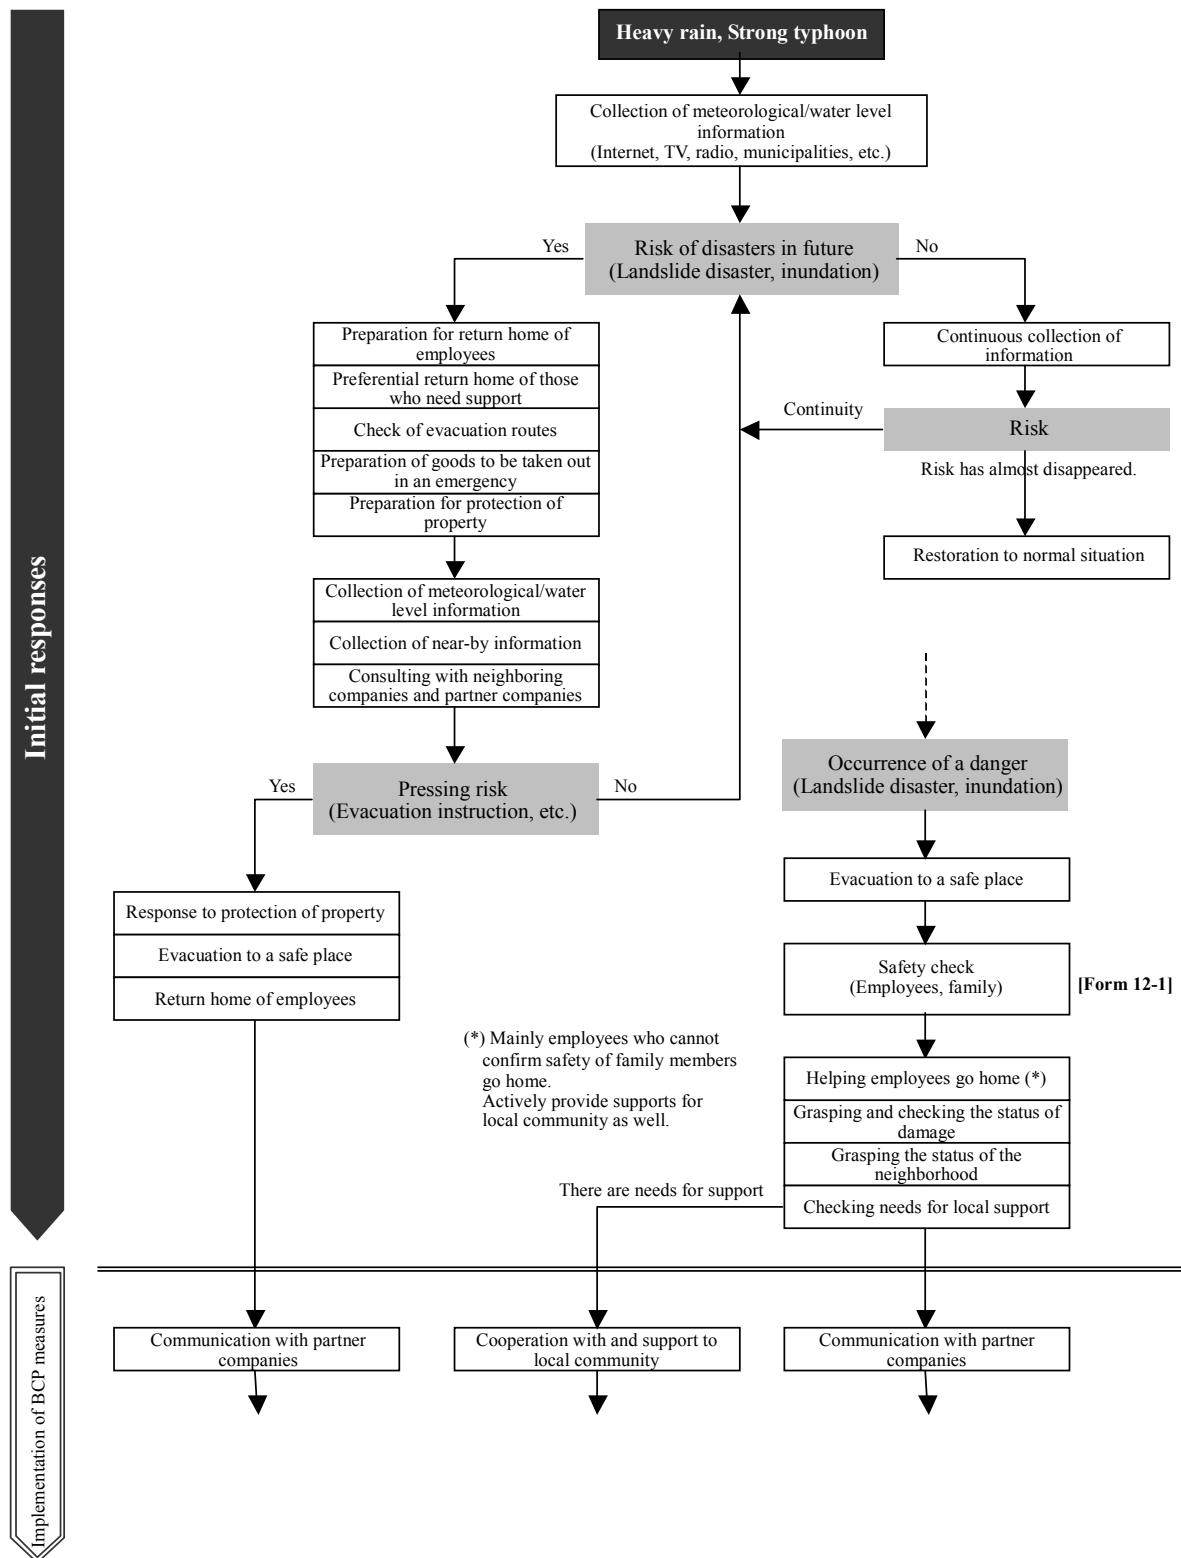 Heavy rain, Strong typhoon
Collection of meteorological/water level
information
(Internet, TV, radio, municipalities, etc.)
Yes
Risk of disasters in future
(Landslide disaster, inundation)
No
Preparation for return home of
employees
Preferential return home of those
who need support
Check of evacuation routes
Preparation of goods to be taken out
in an emergency
Preparation for protection of
property
Continuous collection of
information
Continuity
Risk
Risk has almost disappeared.
Restoration to normal situation
Collection of meteorological/water
level information
Collection of near-by information
Consulting with neighboring
companies and partner companies
Initial responses
Yes
Pressing risk
(Evacuation instruction, etc.)
No
Occurrence of a danger
(Landslide disaster, inundation)
Response to protection of property
Evacuation to a safe place
Return home of employees
Evacuation to a safe place
Safety check
(Employees, family)
[Form 12-1]
(*) Mainly employees who cannot
confirm safety of family members
go home.
Actively provide supports for
local community as well.
Helping employees go home (*)
Grasping and checking the status of
damage
Grasping the status of the
neighborhood
Checking needs for local support
There are needs for support
Implementation of BCP measures
Communication with partner
companies
Cooperation with and support to
local community
Communication with partner
companies